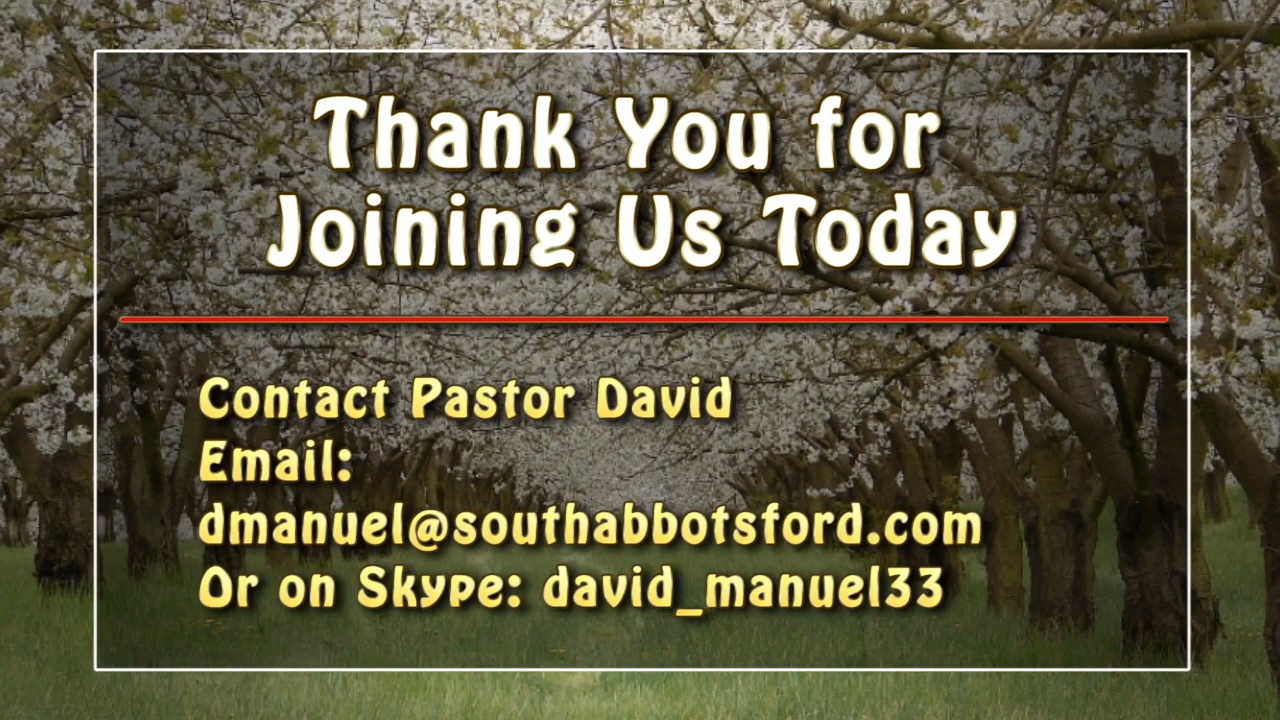 Thank You for
Joining Us Today
Contact Pastor David
Email:
dmanuel@southabbotsford.com
Or on Skype: david_manuel33